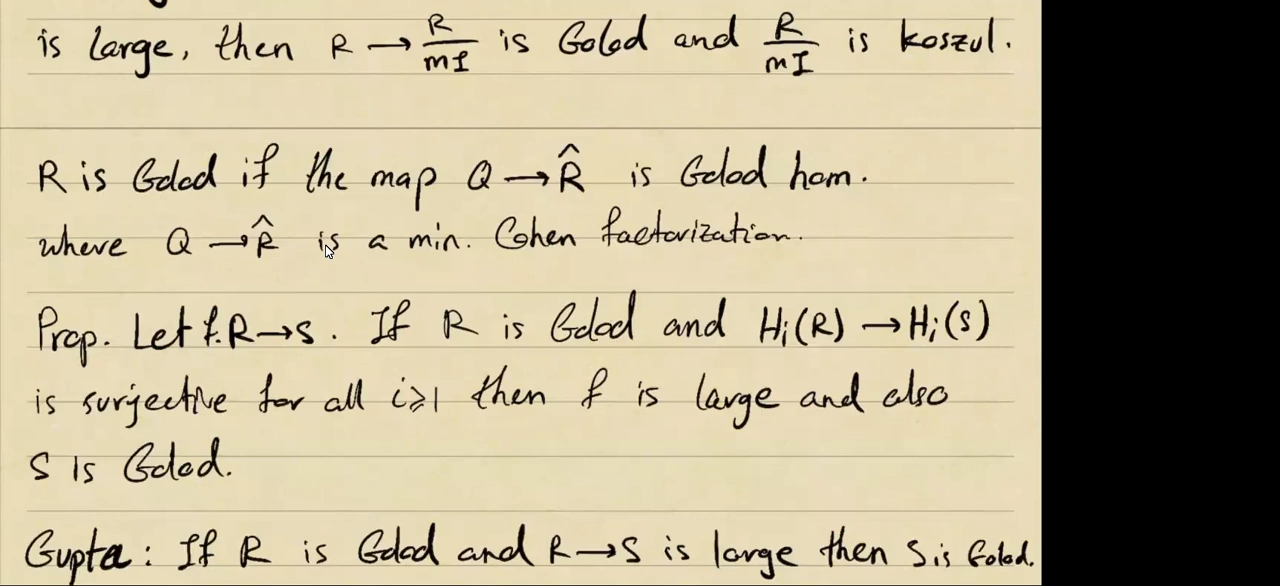 is large, then R → R/mI is Golod and R/mI is koszul.
R is Golod if the map Q → R̂ is Golod hom.
where Q → R̂ is a min. Cohen factorization.
Prop. Let f: R → S. If R is Golod and Hᵢ(R) → Hᵢ(S)
is surjective for all i ≥ 1 then f is large and also
S is Golod.
Gupta: If R is Golod and R → S is large then S is Golod.